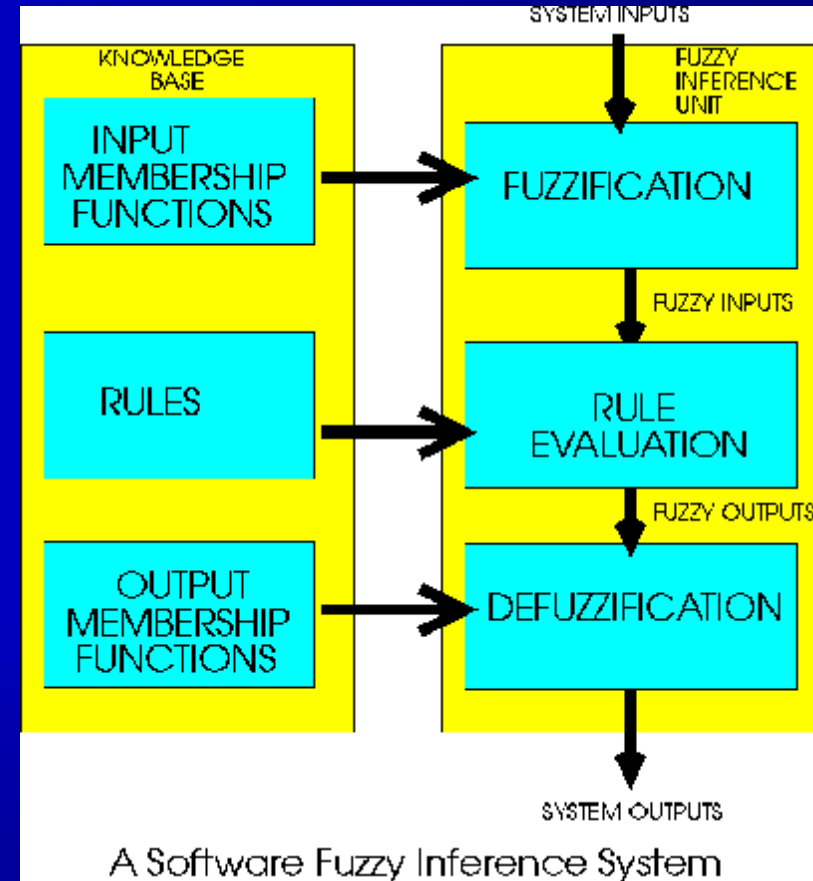 SYSTEM INPUTS
KNOWLEDGE
BASE
INPUT
MEMBERSHIP
FUNCTIONS
RULES
OUTPUT
MEMBERSHIP
FUNCTIONS
FUZZY
INFERENCE
UNIT
FUZZIFICATION
FUZZY INPUTS
RULE
EVALUATION
FUZZY OUTPUTS
DEFUZZIFICATION
SYSTEM OUTPUTS
A Software Fuzzy Inference System